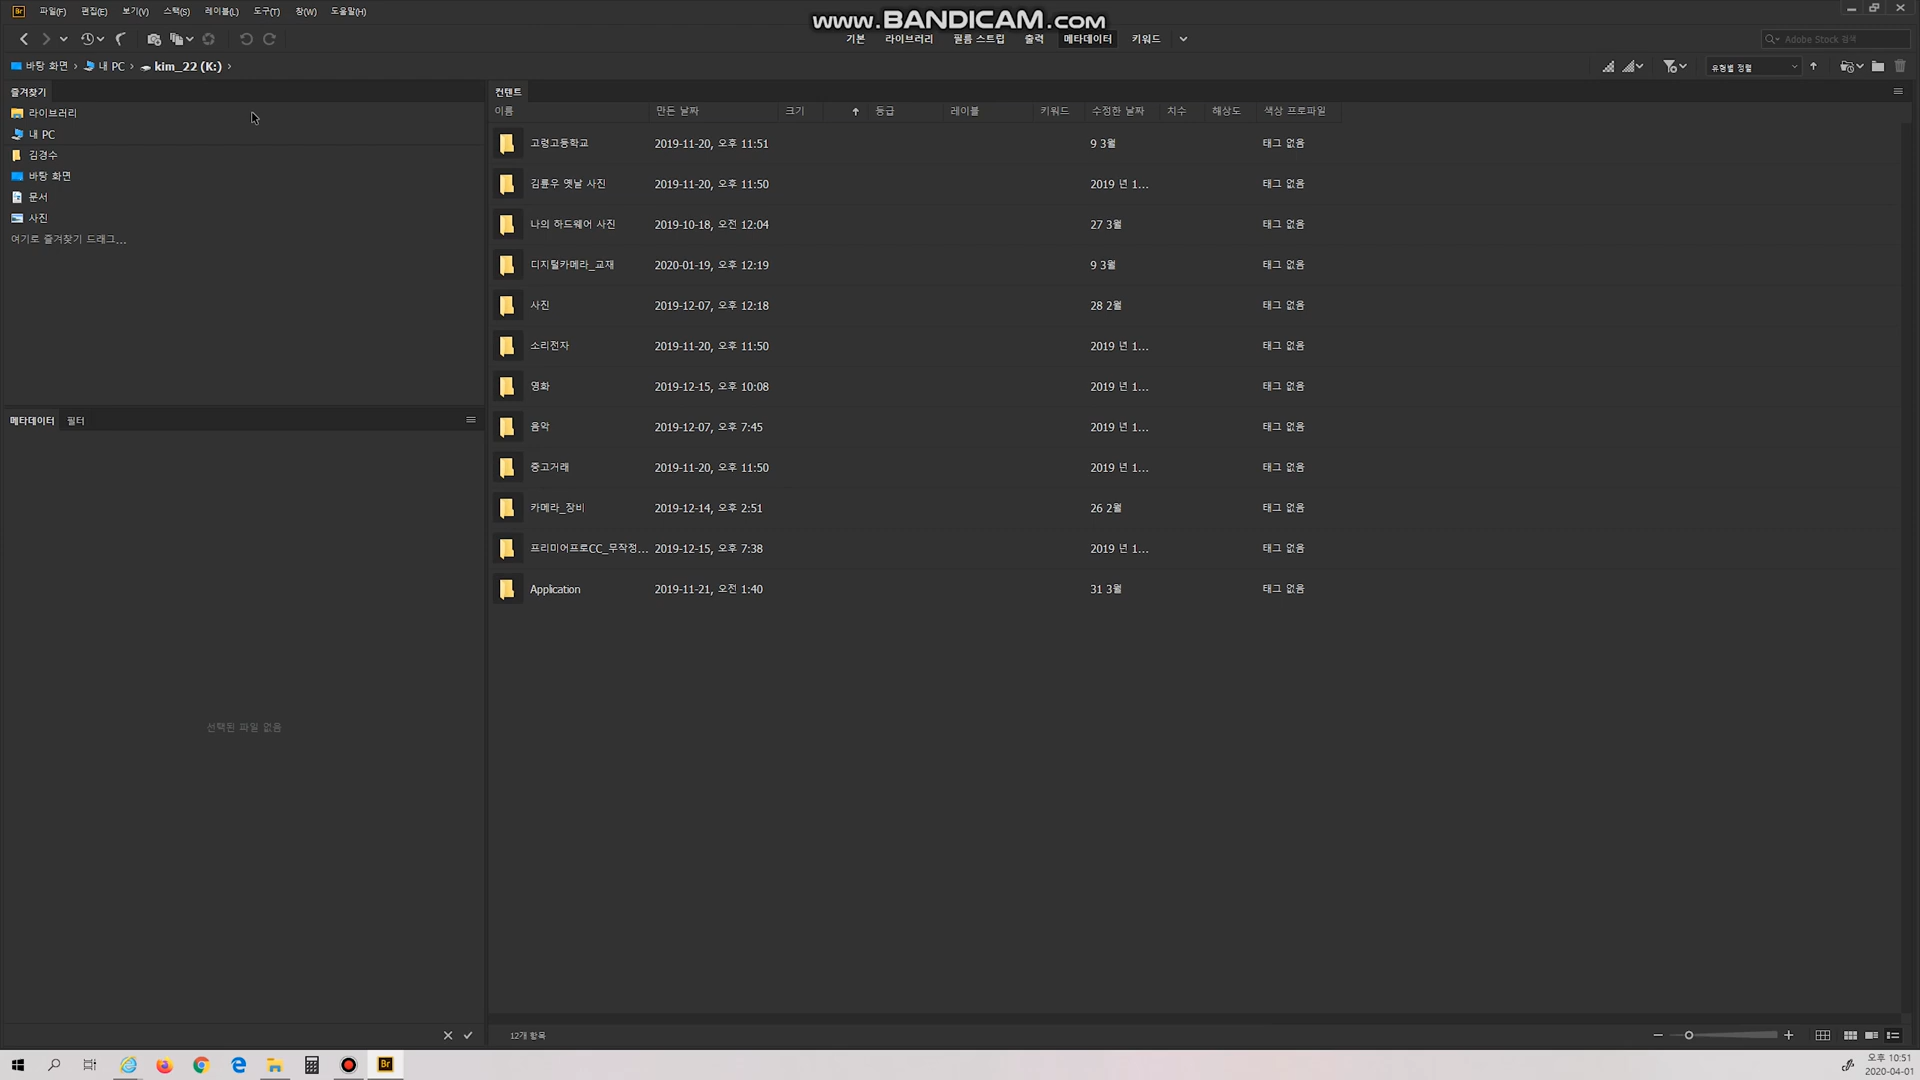 Br 파일(F) 편집(E) 보기(V) 스택(S) 레이블(L) 도구(T) 창(W) 도움말(H)
www.BANDICAM.com
기본 라이브러리 필름 스트립 출력 메타데이터 키워드
Adobe Stock 검색
바탕 화면 › 내 PC › kim_22 (K:) ›
유형별 정렬
즐겨찾기
라이브러리
내 PC
김경수
바탕 화면
문서
사진
여기로 즐겨찾기 드래그...
메타데이터 필터
선택된 파일 없음
컨텐트
이름 만든 날짜 크기 등급 레이블 키워드 수정한 날짜 치수 해상도 색상 프로파일
고령고등학교 2019-11-20, 오후 11:51 9 3월 태그 없음
김륜우 옛날 사진 2019-11-20, 오후 11:50 2019 년 1... 태그 없음
나의 하드웨어 사진 2019-10-18, 오전 12:04 27 3월 태그 없음
디지털카메라_교재 2020-01-19, 오후 12:19 9 3월 태그 없음
사진 2019-12-07, 오후 12:18 28 2월 태그 없음
소리전자 2019-11-20, 오후 11:50 2019 년 1... 태그 없음
영화 2019-12-15, 오후 10:08 2019 년 1... 태그 없음
음악 2019-12-07, 오후 7:45 2019 년 1... 태그 없음
중고거래 2019-11-20, 오후 11:50 2019 년 1... 태그 없음
카메라_장비 2019-12-14, 오후 2:51 26 2월 태그 없음
프리미어프로CC_무작정... 2019-12-15, 오후 7:38 2019 년 1... 태그 없음
Application 2019-11-21, 오전 1:40 31 3월 태그 없음
12개 항목
Br
오후 10:51
2020-04-01